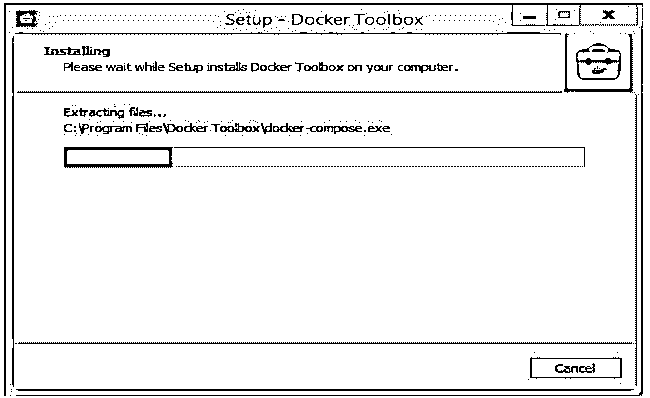 Setup - Docker Toolbox
Installing
Please wait while Setup installs Docker Toolbox on your computer.
Extracting files...
C:\Program Files\Docker Toolbox\docker-compose.exe
Cancel